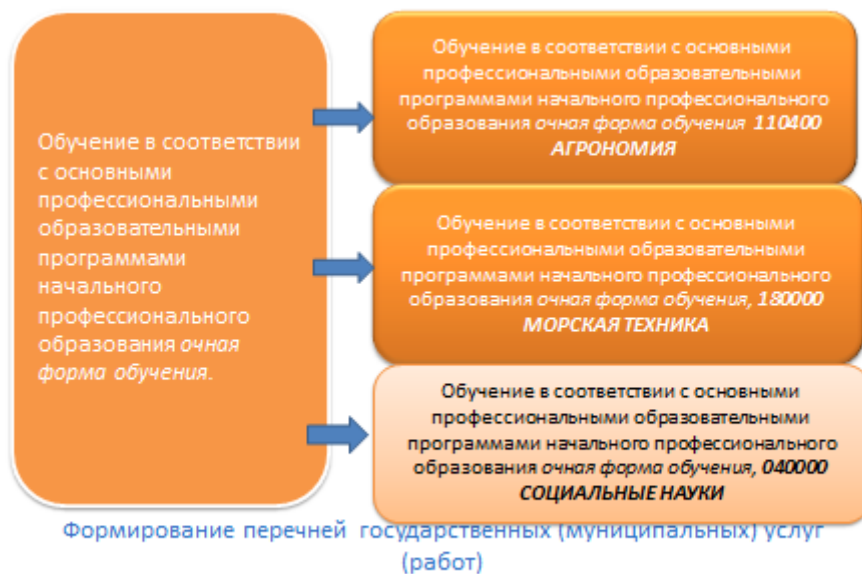 Обучение в соответствии
с основными
профессиональными
образовательными
программами
начального
профессионального
образования очная
форма обучения.
Обучение в соответствии с основными
профессиональными образовательными
программами начального профессионального
образования очная форма обучения 110400
АГРОНОМИЯ
Обучение в соответствии с основными
профессиональными образовательными
программами начального профессионального
образования очная форма обучения, 180000
МОРСКАЯ ТЕХНИКА
Обучение в соответствии с основными
профессиональными образовательными
программами начального профессионального
образования очная форма обучения, 040000
СОЦИАЛЬНЫЕ НАУКИ
Формирование перечней государственных (муниципальных) услуг
(работ)